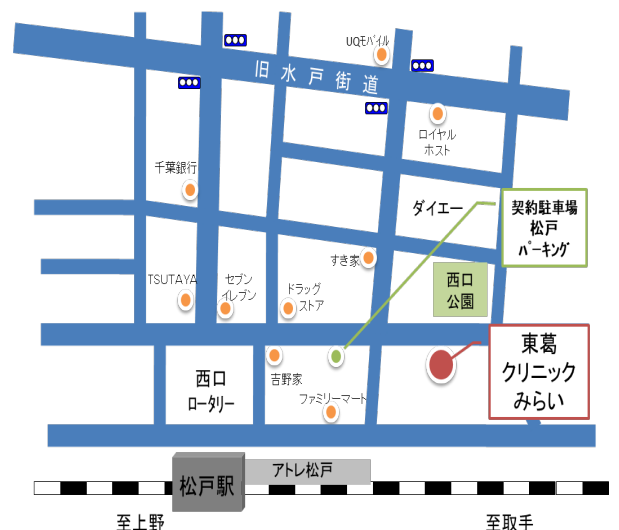 UQモバイル
旧水戸街道
ロイヤル
ホスト
千葉銀行
ダイエー
契約駐車場
松戸
パーキング
すき家
TSUTAYA
セブン
イレブン
ドラッグ
ストア
西口
公園
東葛
クリニック
みらい
西口
ロータリー
吉野家
ファミリーマート
アトレ松戸
松戸駅
至上野
至取手